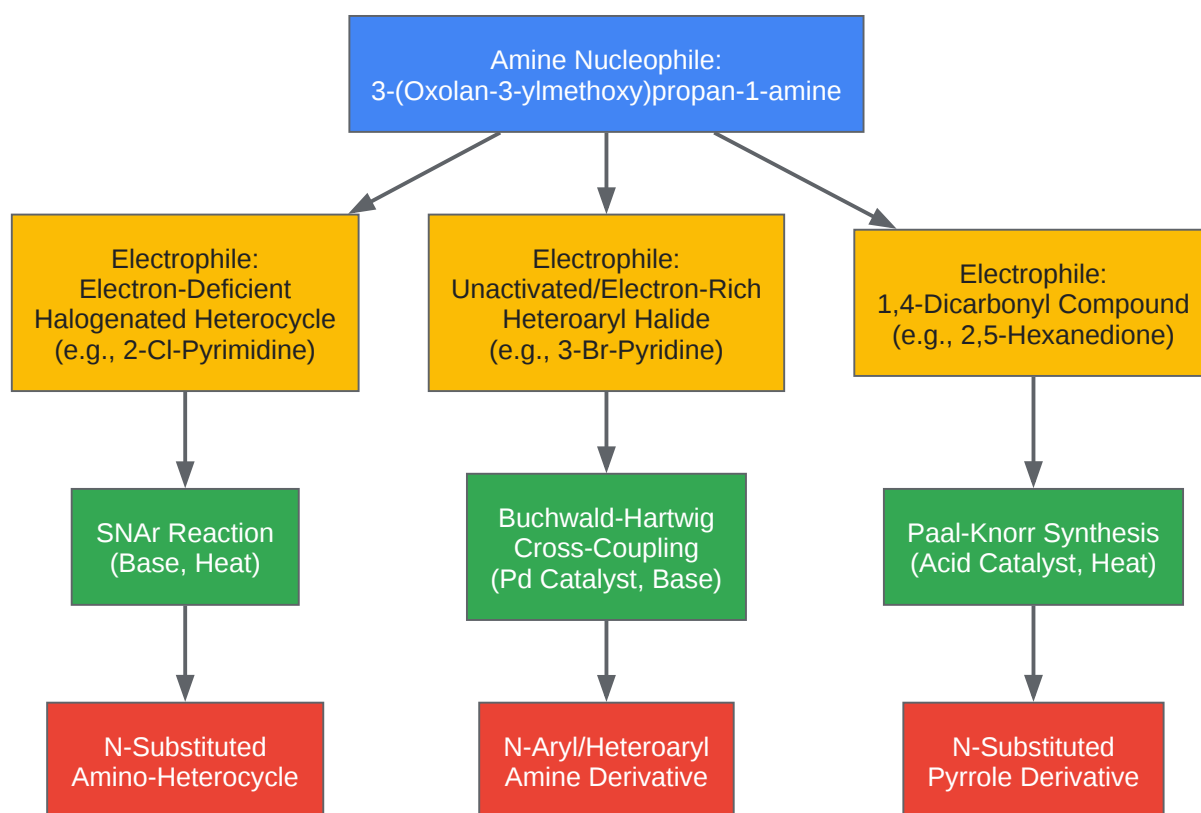 Amine Nucleophile:
3-(Oxolan-3-ylmethoxy)propan-1-amine
Electrophile:
Electron-Deficient
Halogenated Heterocycle
(e.g., 2-Cl-Pyrimidine)
Electrophile:
Unactivated/Electron-Rich
Heteroaryl Halide
(e.g., 3-Br-Pyridine)
Electrophile:
1,4-Dicarbonyl Compound
(e.g., 2,5-Hexanedione)
SNAr Reaction
(Base, Heat)
Buchwald-Hartwig
Cross-Coupling
(Pd Catalyst, Base)
Paal-Knorr Synthesis
(Acid Catalyst, Heat)
N-Substituted
Amino-Heterocycle
N-Aryl/Heteroaryl
Amine Derivative
N-Substituted
Pyrrole Derivative